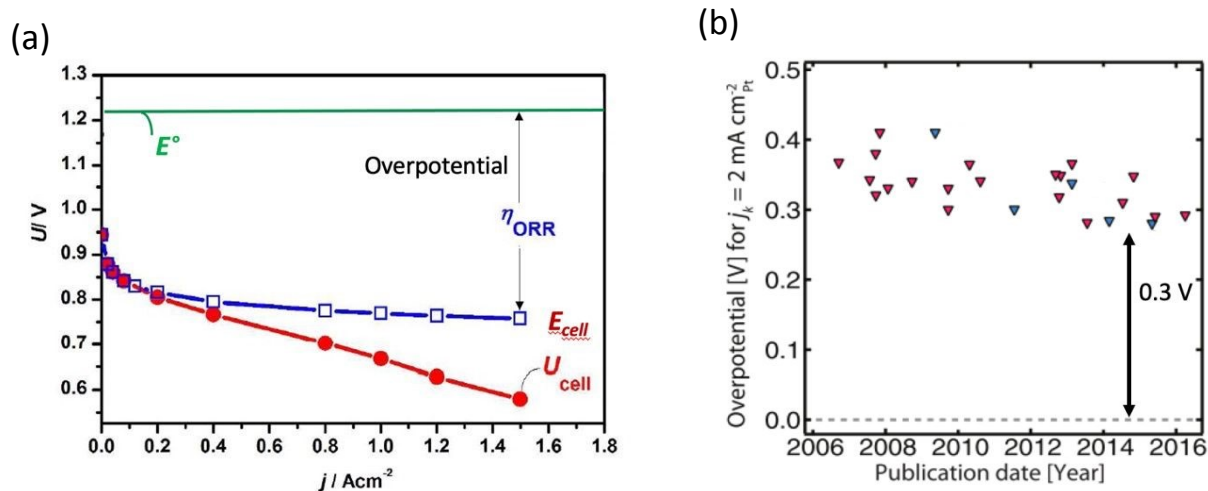 (a)
1.3
1.2
1.1
1.0
0.9
0.8
0.7
0.6
U/ V
E°
Overpotential
ηORR
Ecell
Ucell
0.0 0.2 0.4 0.6 0.8 1.0 1.2 1.4 1.6 1.8
j / Acm⁻²
(b)
0.5
0.4
0.3
0.2
0.1
0.0
Overpotential [V] for jk = 2 mA cm⁻²Pt
0.3 V
2006 2008 2010 2012 2014 2016
Publication date [Year]